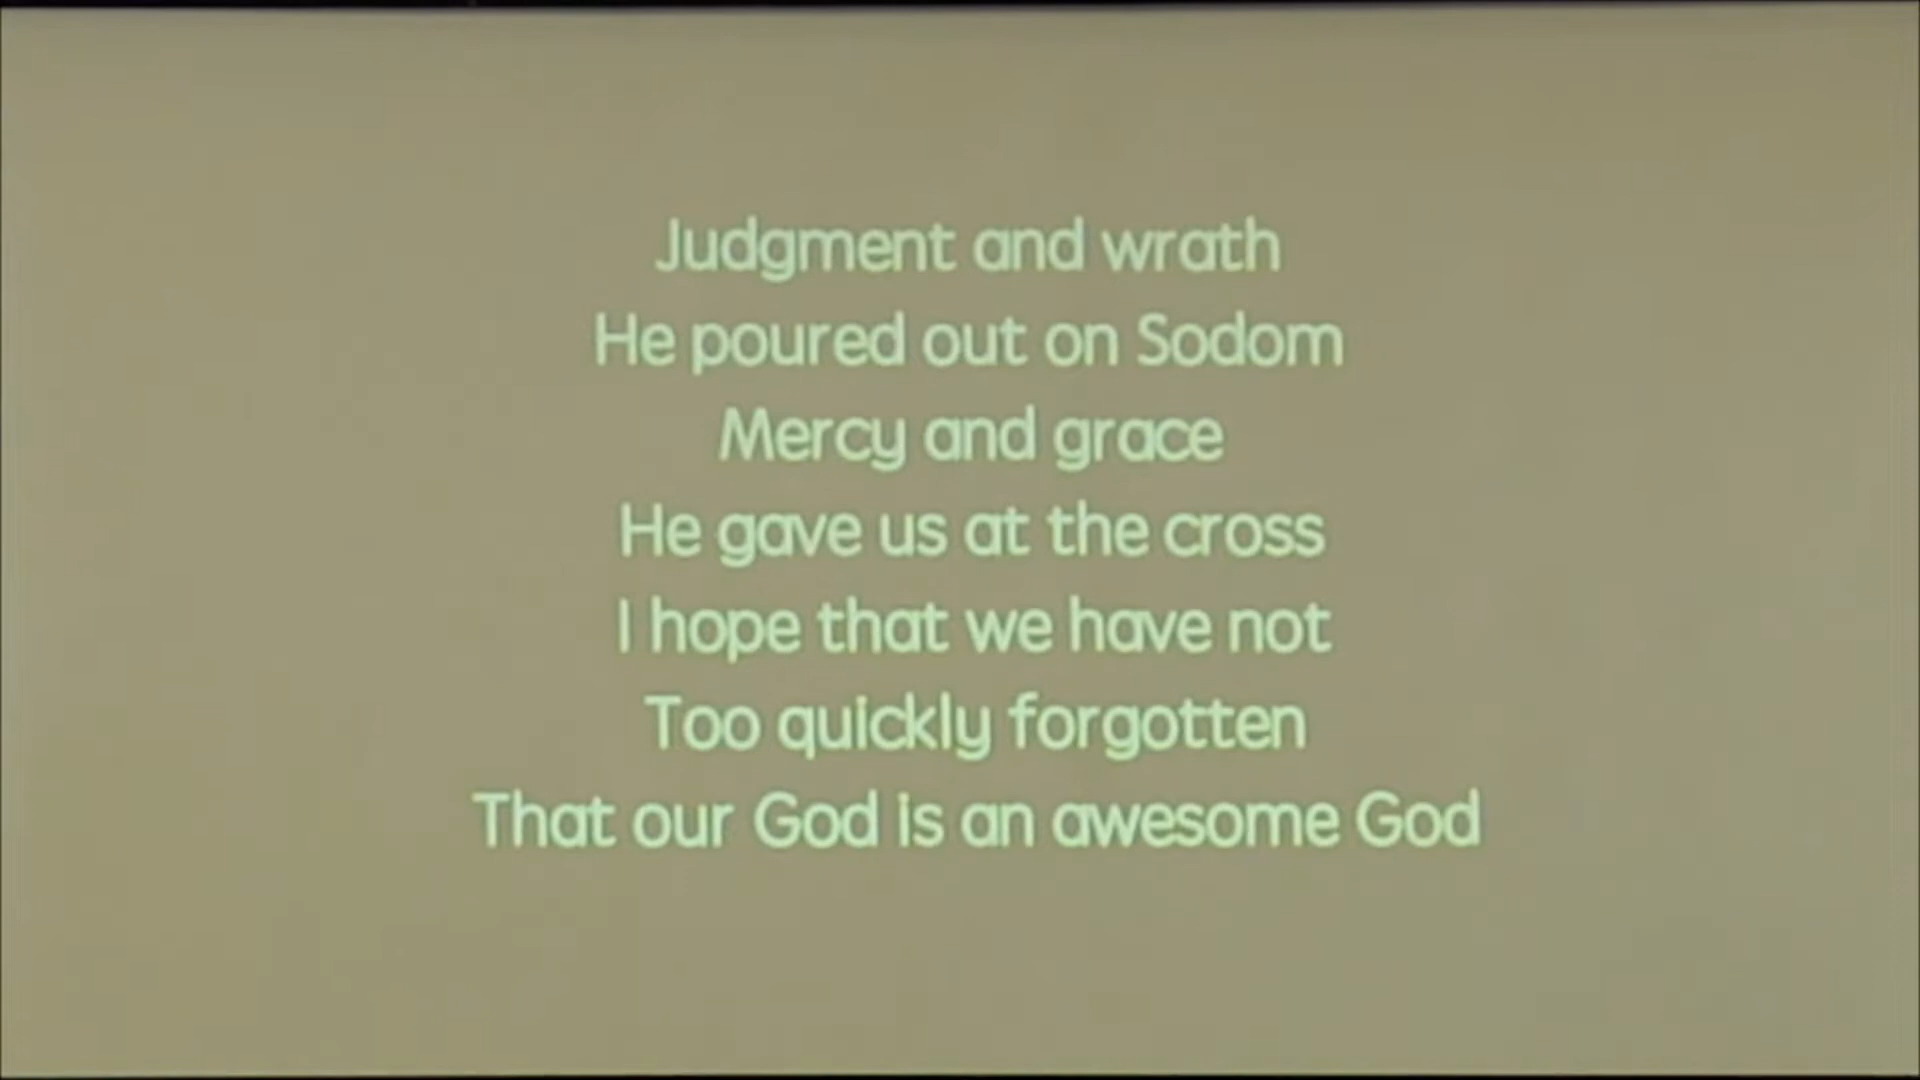 Judgment and wrath
He poured out on Sodom
Mercy and grace
He gave us at the cross
I hope that we have not
Too quickly forgotten
That our God is an awesome God